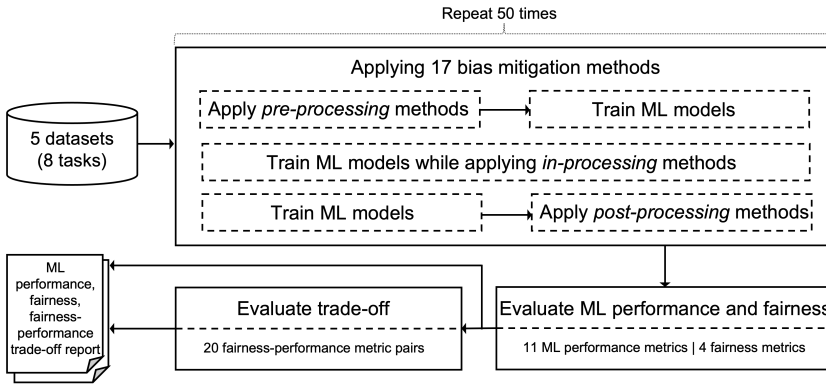 Repeat 50 times
Applying 17 bias mitigation methods
Apply pre-processing methods
Train ML models
5 datasets
(8 tasks)
Train ML models while applying in-processing methods
Train ML models
Apply post-processing methods
ML
performance,
fairness,
fairness-
performance
trade-off report
Evaluate trade-off
20 fairness-performance metric pairs
Evaluate ML performance and fairness
11 ML performance metrics | 4 fairness metrics